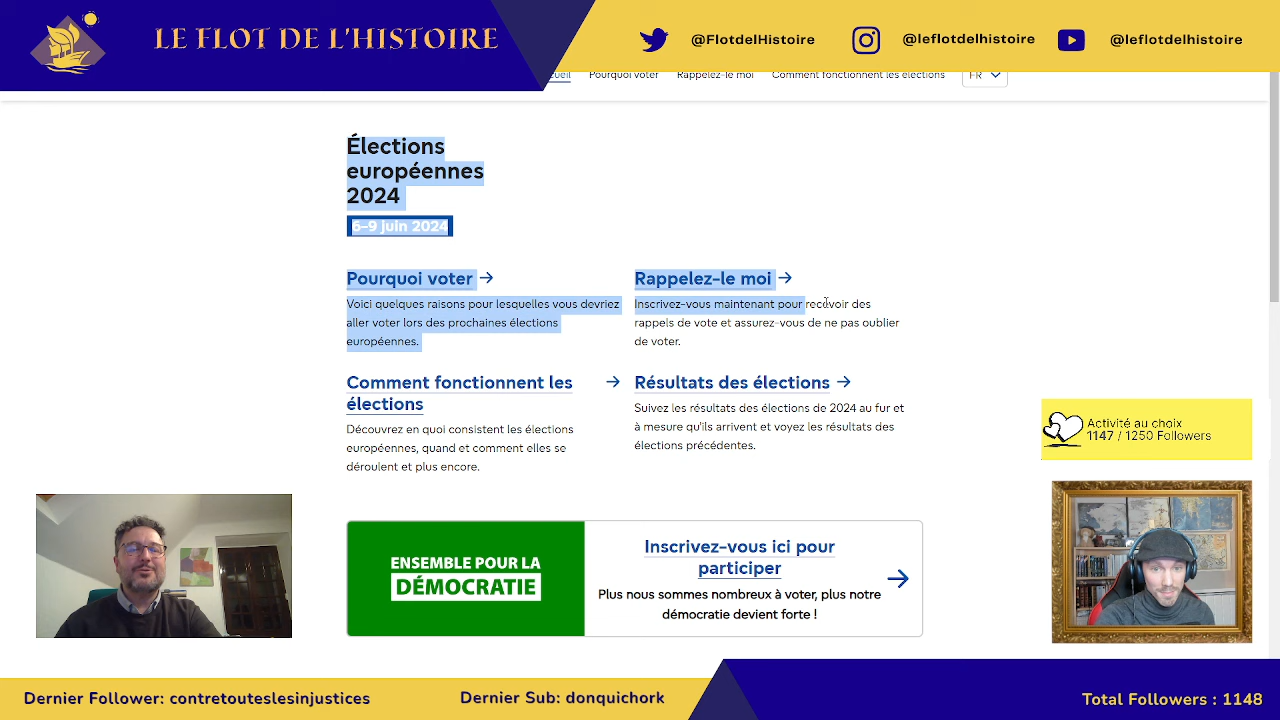 LE FLOT DE L'HISTOIRE
@FlotdelHistoire
@leflotdelhistoire
@leflotdelhistoire
Pourquoi voter
Rappelez-le moi
Comment fonctionnent les élections
FR
Élections
européennes
2024
6–9 juin 2024
Pourquoi voter
Voici quelques raisons pour lesquelles vous devriez
aller voter lors des prochaines élections
européennes.
Rappelez-le moi
Inscrivez-vous maintenant pour recevoir des
rappels de vote et assurez-vous de ne pas oublier
de voter.
Comment fonctionnent les
élections
Découvrez en quoi consistent les élections
européennes, quand et comment elles se
déroulent et plus encore.
Résultats des élections
Suivez les résultats des élections de 2024 au fur et
à mesure qu'ils arrivent et voyez les résultats des
élections précédentes.
Activité au choix
1147 / 1250 Followers
ENSEMBLE POUR LA
DÉMOCRATIE
Inscrivez-vous ici pour
participer
Plus nous sommes nombreux à voter, plus notre
démocratie devient forte !
Dernier Follower: contretouteslesinjustices
Dernier Sub: donquichork
Total Followers : 1148